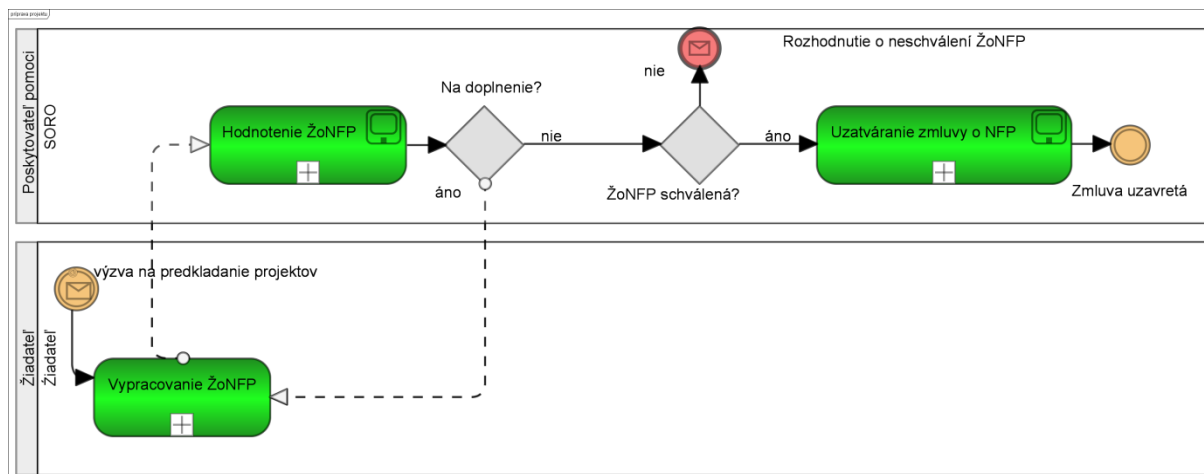 príprava projektu
Poskytovateľ pomoci
SORO
Rozhodnutie o neschválení ŽoNFP
nie
Na doplnenie?
Hodnotenie ŽoNFP
nie
áno
Uzatváranie zmluvy o NFP
áno
ŽoNFP schválená?
Zmluva uzavretá
Žiadateľ
Žiadateľ
výzva na predkladanie projektov
Vypracovanie ŽoNFP